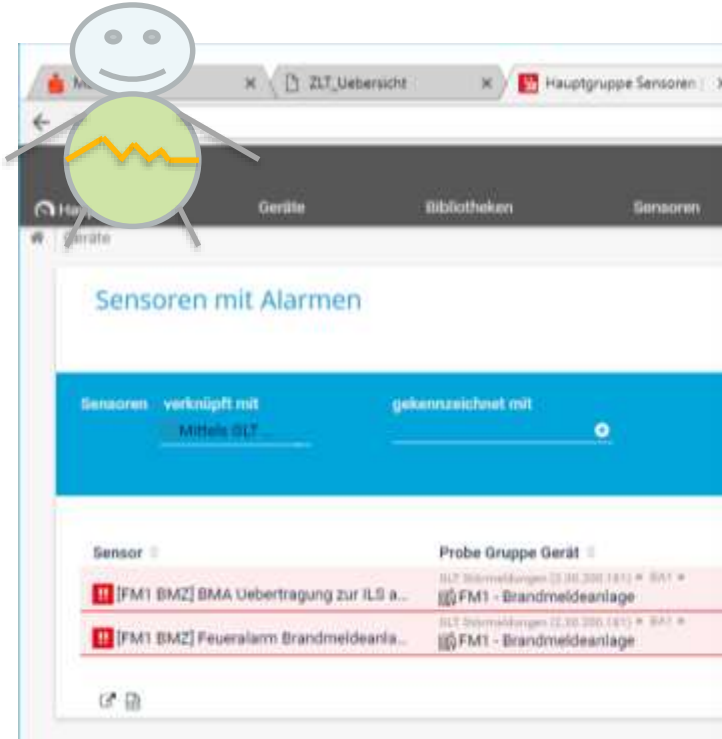 ZLT_Uebersicht
Hauptgruppe Sensoren
Geräte Bibliotheken Sensoren
Geräte
Sensoren mit Alarmen
Sensoren verknüpft mit gekennzeichnet mit
Mittels GLT
Sensor Probe Gruppe Gerät
[FM1 BMZ] BMA Uebertragung zur ILS a...
FM1 - Brandmeldeanlage
[FM1 BMZ] Feueralarm Brandmeldeanla...
FM1 - Brandmeldeanlage